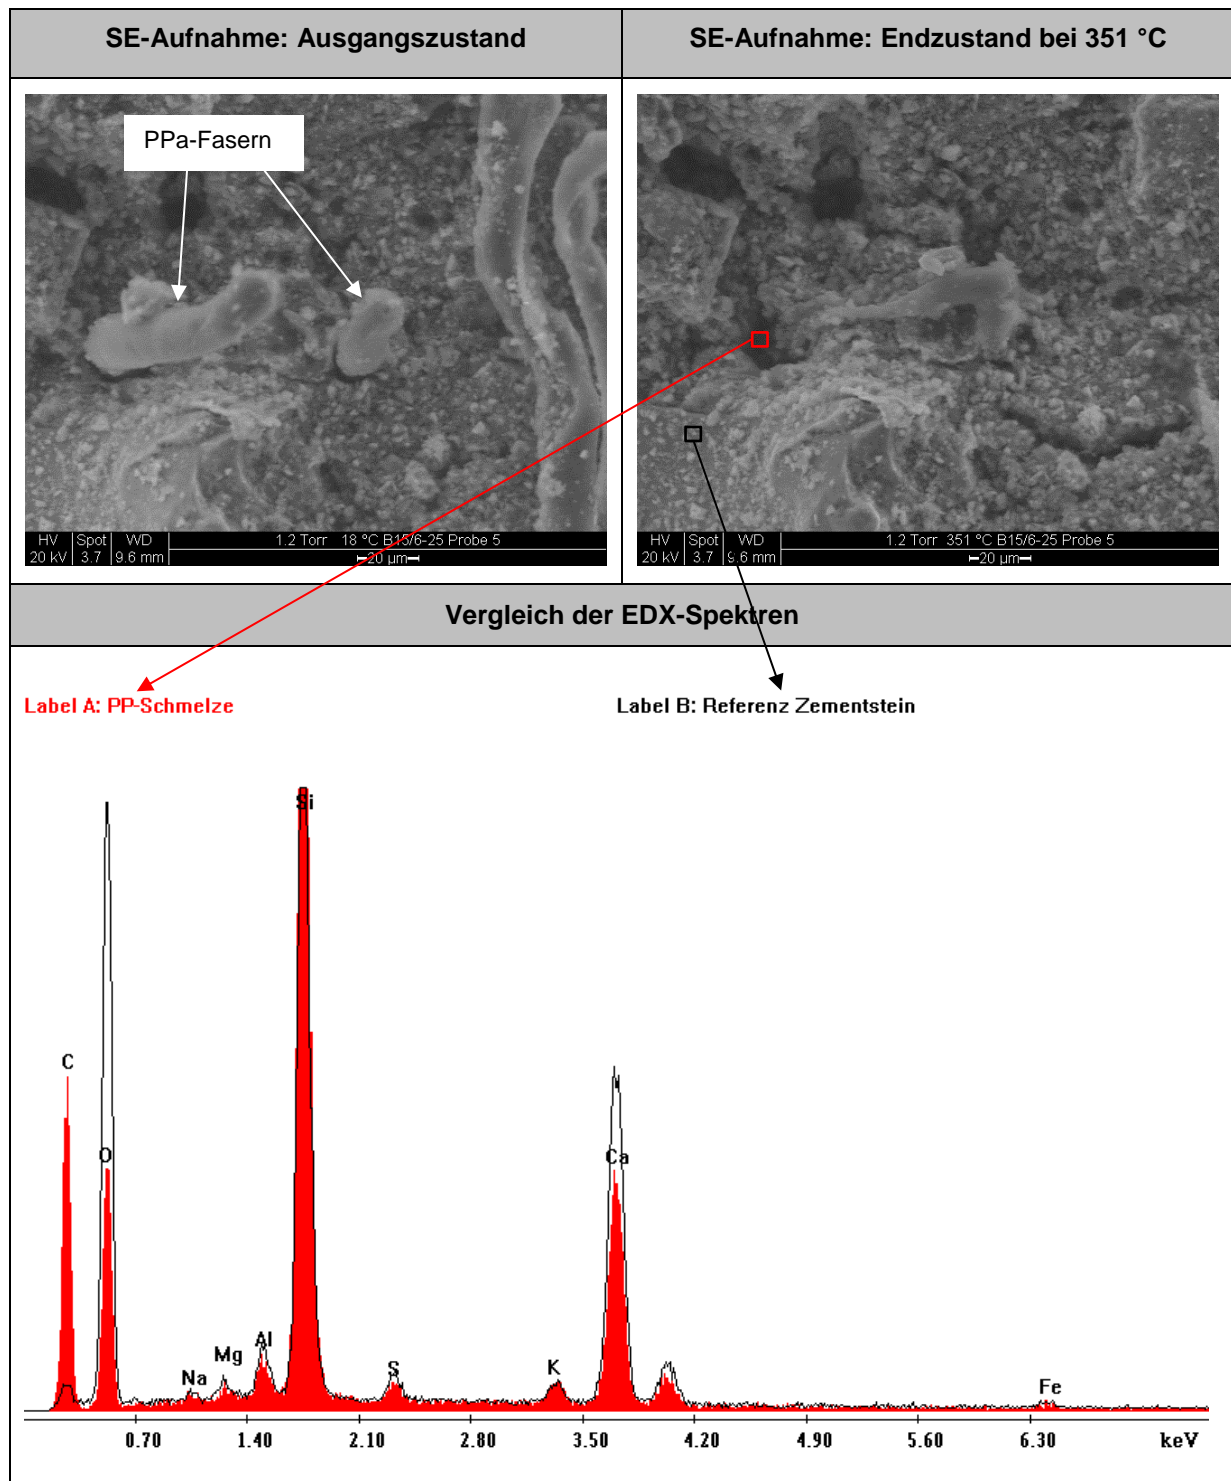 SE-Aufnahme: Ausgangszustand
SE-Aufnahme: Endzustand bei 351 °C
PPa-Fasern
HV Spot WD 1.2 Torr 18 °C B15/6-25 Probe 5
20 kV 3.7 9.6 mm 20 µm
HV Spot WD 1.2 Torr 351 °C B15/6-25 Probe 5
20 kV 3.7 9.6 mm 20 µm
Vergleich der EDX-Spektren
Label A: PP-Schmelze
Label B: Referenz Zementstein
Si
C
O
Ca
Na
Mg
Al
S
K
Fe
0.70 1.40 2.10 2.80 3.50 4.20 4.90 5.60 6.30 keV